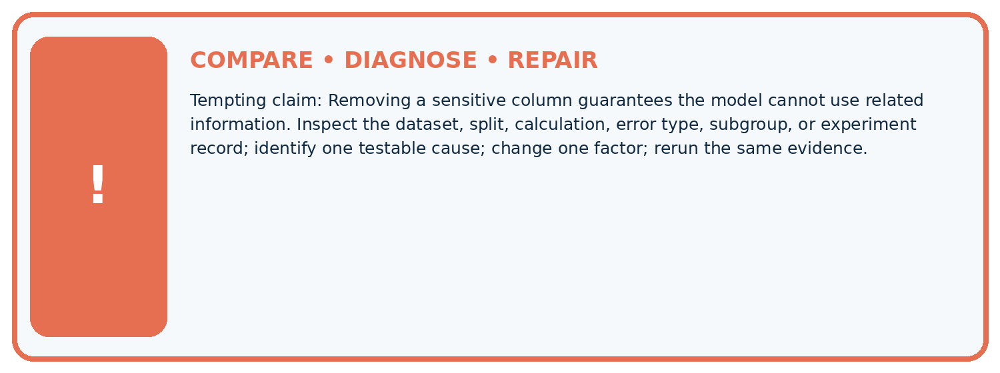 COMPARE • DIAGNOSE • REPAIR
Tempting claim: Removing a sensitive column guarantees the model cannot use related
information. Inspect the dataset, split, calculation, error type, subgroup, or experiment
record; identify one testable cause; change one factor; rerun the same evidence.
!